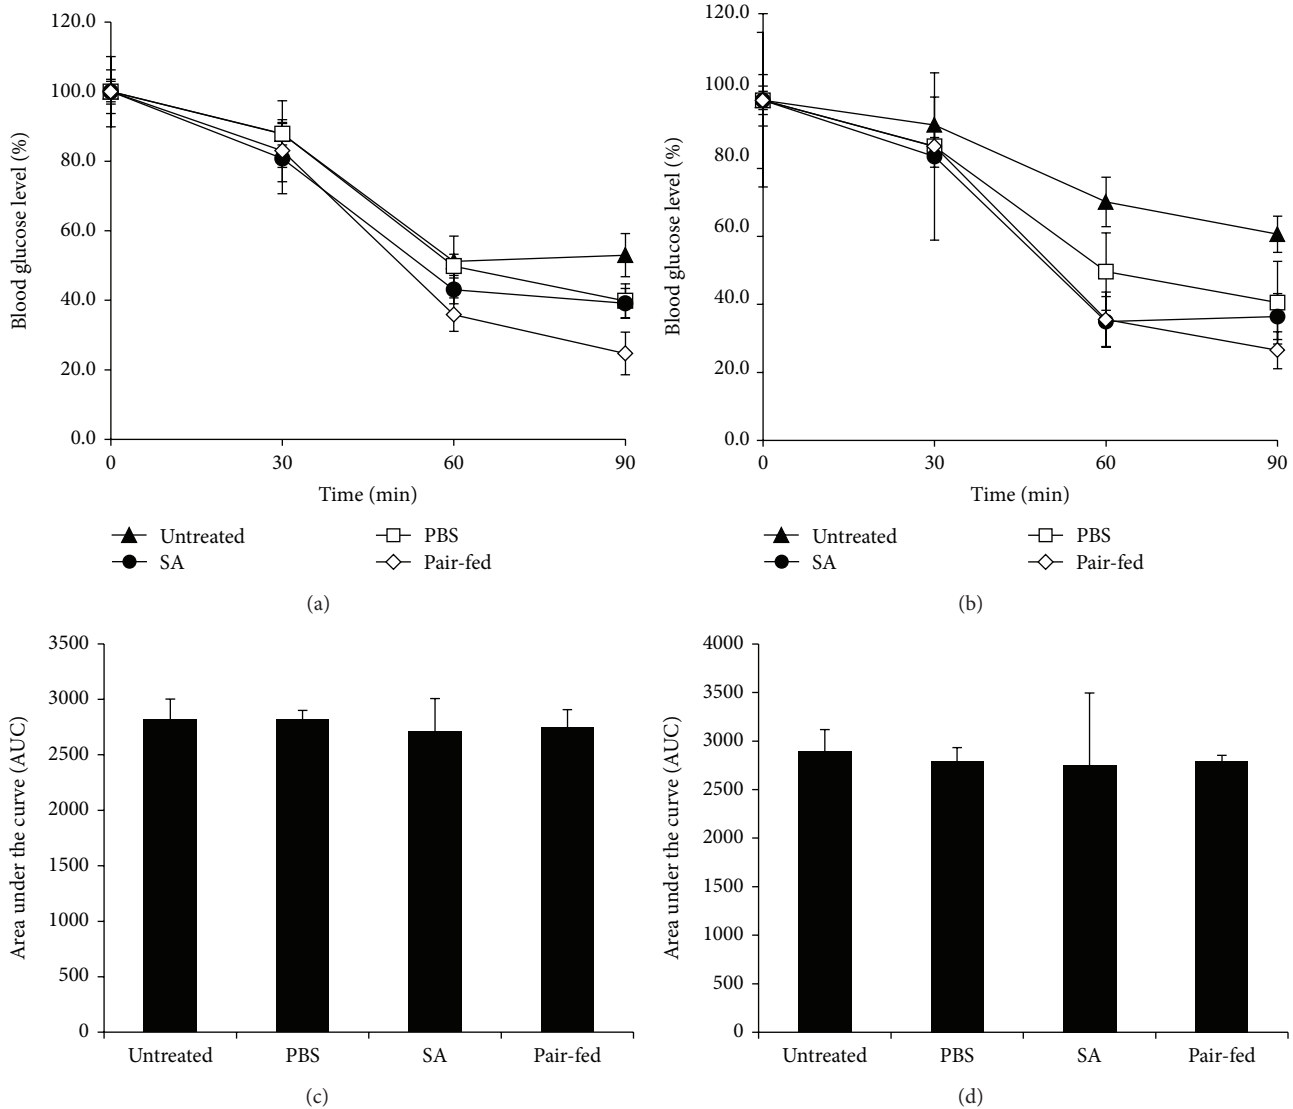 120.0
100.0
80.0
60.0
40.0
20.0
0.0
Blood glucose level (%)
0 30 60 90
Time (min)
Untreated PBS
SA Pair-fed
(a)
120.0
100.0
80.0
60.0
40.0
20.0
0.0
Blood glucose level (%)
0 30 60 90
Time (min)
Untreated PBS
SA Pair-fed
(b)
3500
3000
2500
2000
1500
1000
500
0
Area under the curve (AUC)
Untreated PBS SA Pair-fed
(c)
4000
3500
3000
2500
2000
1500
1000
500
0
Area under the curve (AUC)
Untreated PBS SA Pair-fed
(d)